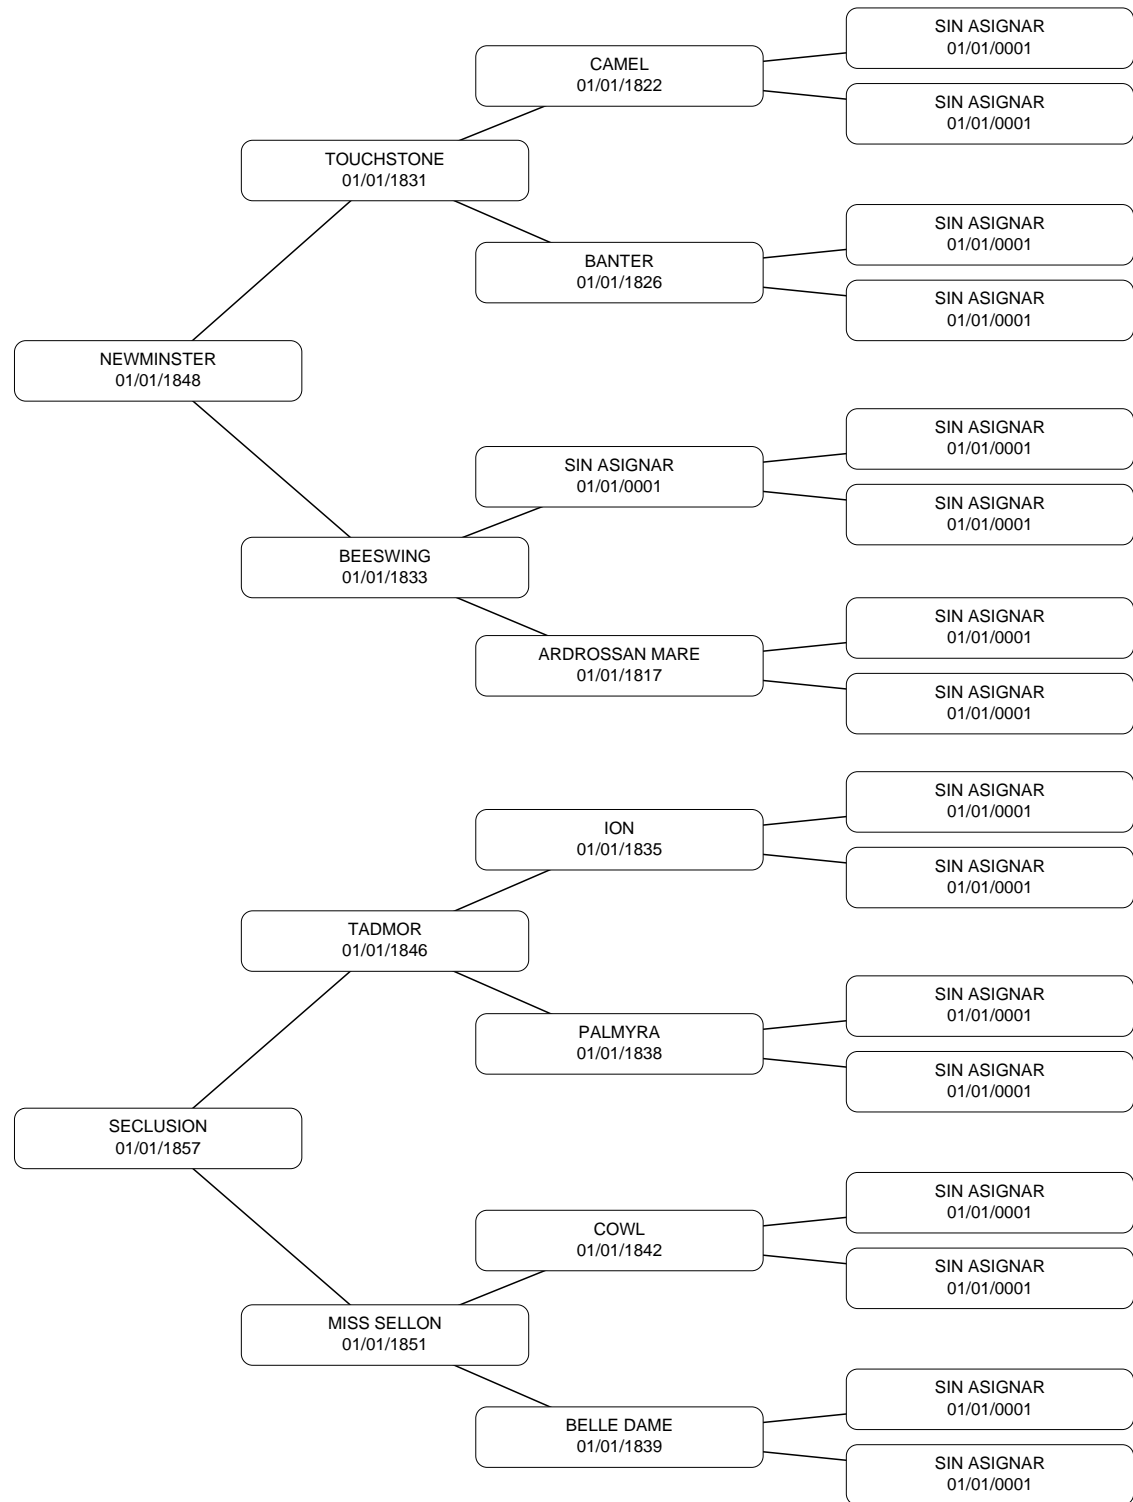 SIN ASIGNAR
01/01/0001
CAMEL
01/01/1822
SIN ASIGNAR
01/01/0001
TOUCHSTONE
01/01/1831
SIN ASIGNAR
01/01/0001
BANTER
01/01/1826
SIN ASIGNAR
01/01/0001
NEWMINSTER
01/01/1848
SIN ASIGNAR
01/01/0001
SIN ASIGNAR
01/01/0001
SIN ASIGNAR
01/01/0001
BEESWING
01/01/1833
SIN ASIGNAR
01/01/0001
ARDROSSAN MARE
01/01/1817
SIN ASIGNAR
01/01/0001
SIN ASIGNAR
01/01/0001
ION
01/01/1835
SIN ASIGNAR
01/01/0001
TADMOR
01/01/1846
SIN ASIGNAR
01/01/0001
PALMYRA
01/01/1838
SIN ASIGNAR
01/01/0001
SECLUSION
01/01/1857
SIN ASIGNAR
01/01/0001
COWL
01/01/1842
SIN ASIGNAR
01/01/0001
MISS SELLON
01/01/1851
SIN ASIGNAR
01/01/0001
BELLE DAME
01/01/1839
SIN ASIGNAR
01/01/0001